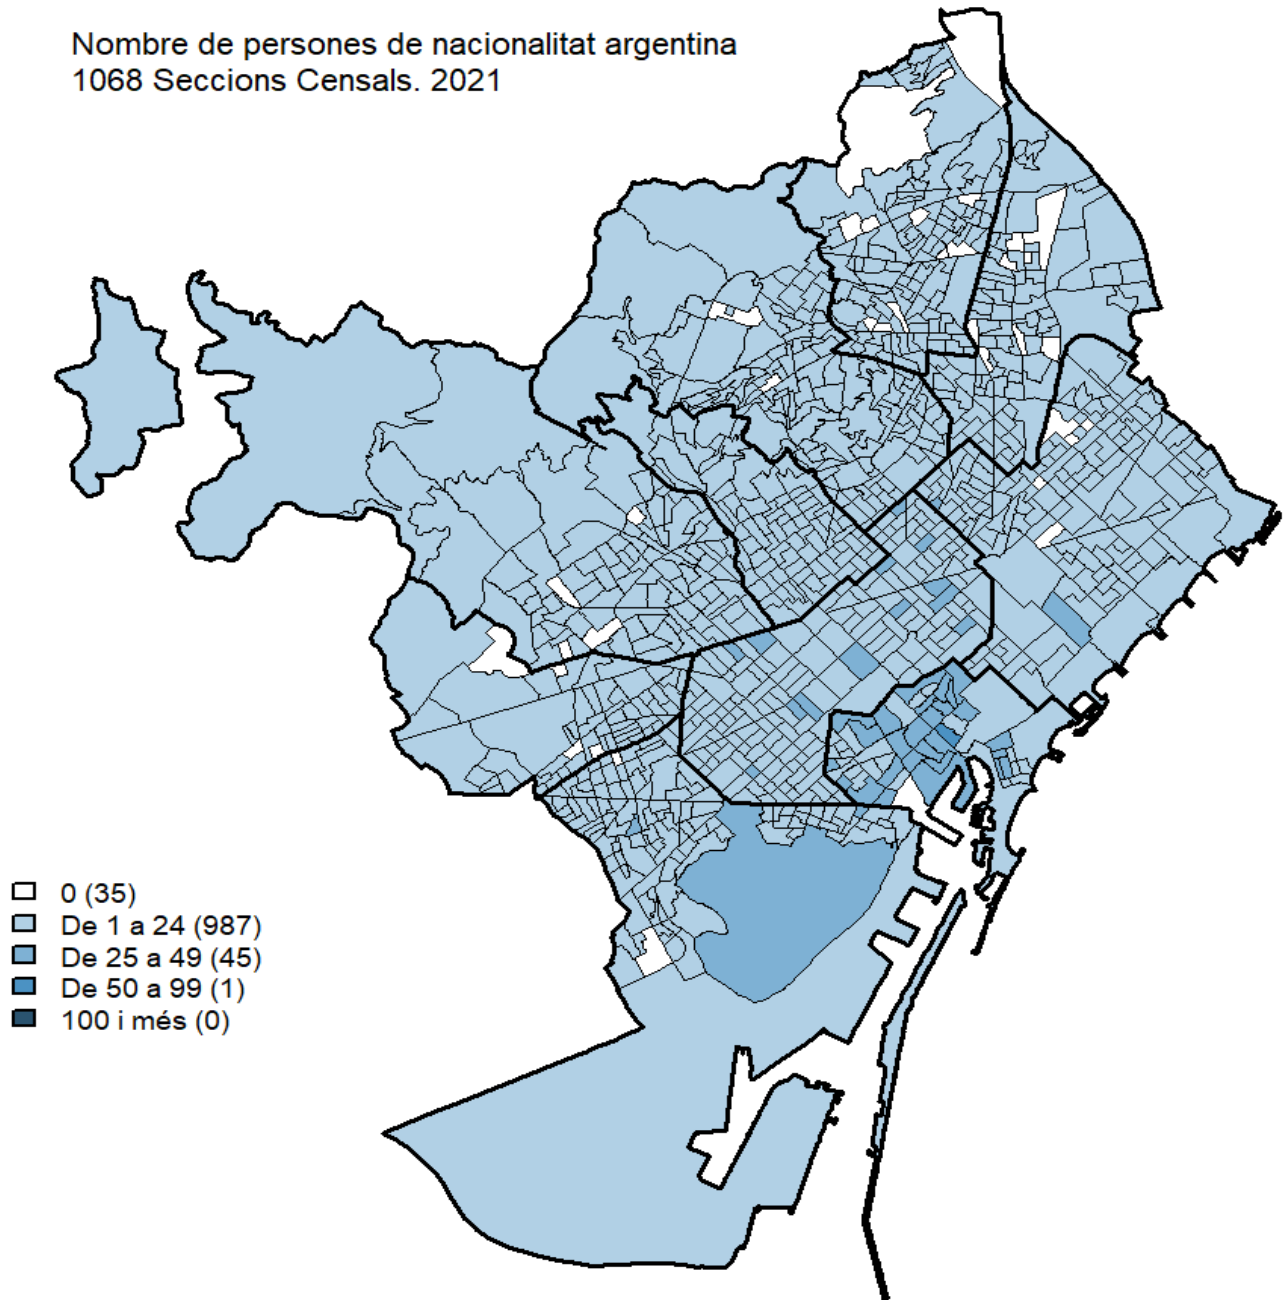 Nombre de persones de nacionalitat argentina
1068 Seccions Censals. 2021
0 (35)
De 1 a 24 (987)
De 25 a 49 (45)
De 50 a 99 (1)
100 i més (0)